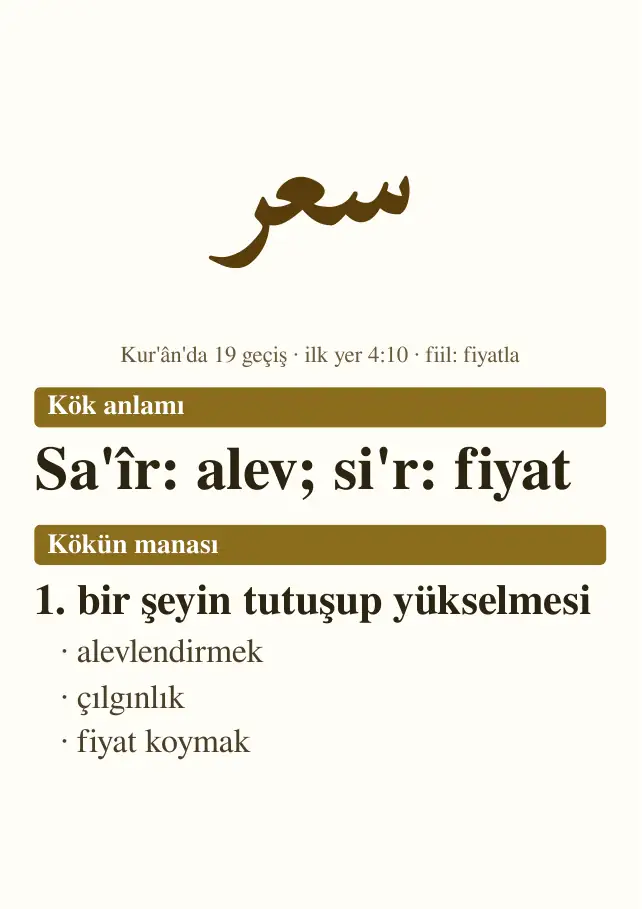 سعر
Kur'ân'da 19 geçiş · ilk yer 4:10 · fiil: fiyatla
Kök anlamı
Sa'îr: alev; si'r: fiyat
Kökün manası
1. bir şeyin tutuşup yükselmesi
· alevlendirmek
· çılgınlık
· fiyat koymak